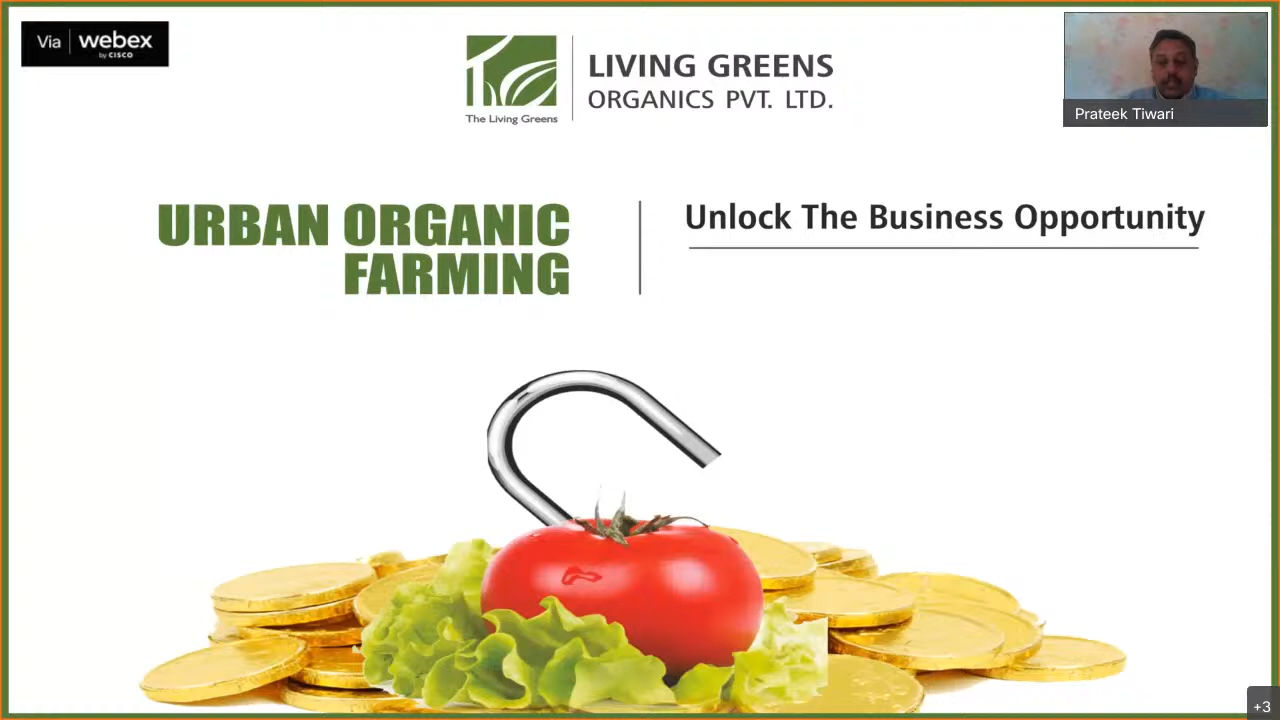 Via webex
by CISCO
LIVING GREENS
ORGANICS PVT. LTD.
The Living Greens
Prateek Tiwari
URBAN ORGANIC
FARMING
Unlock The Business Opportunity
+3